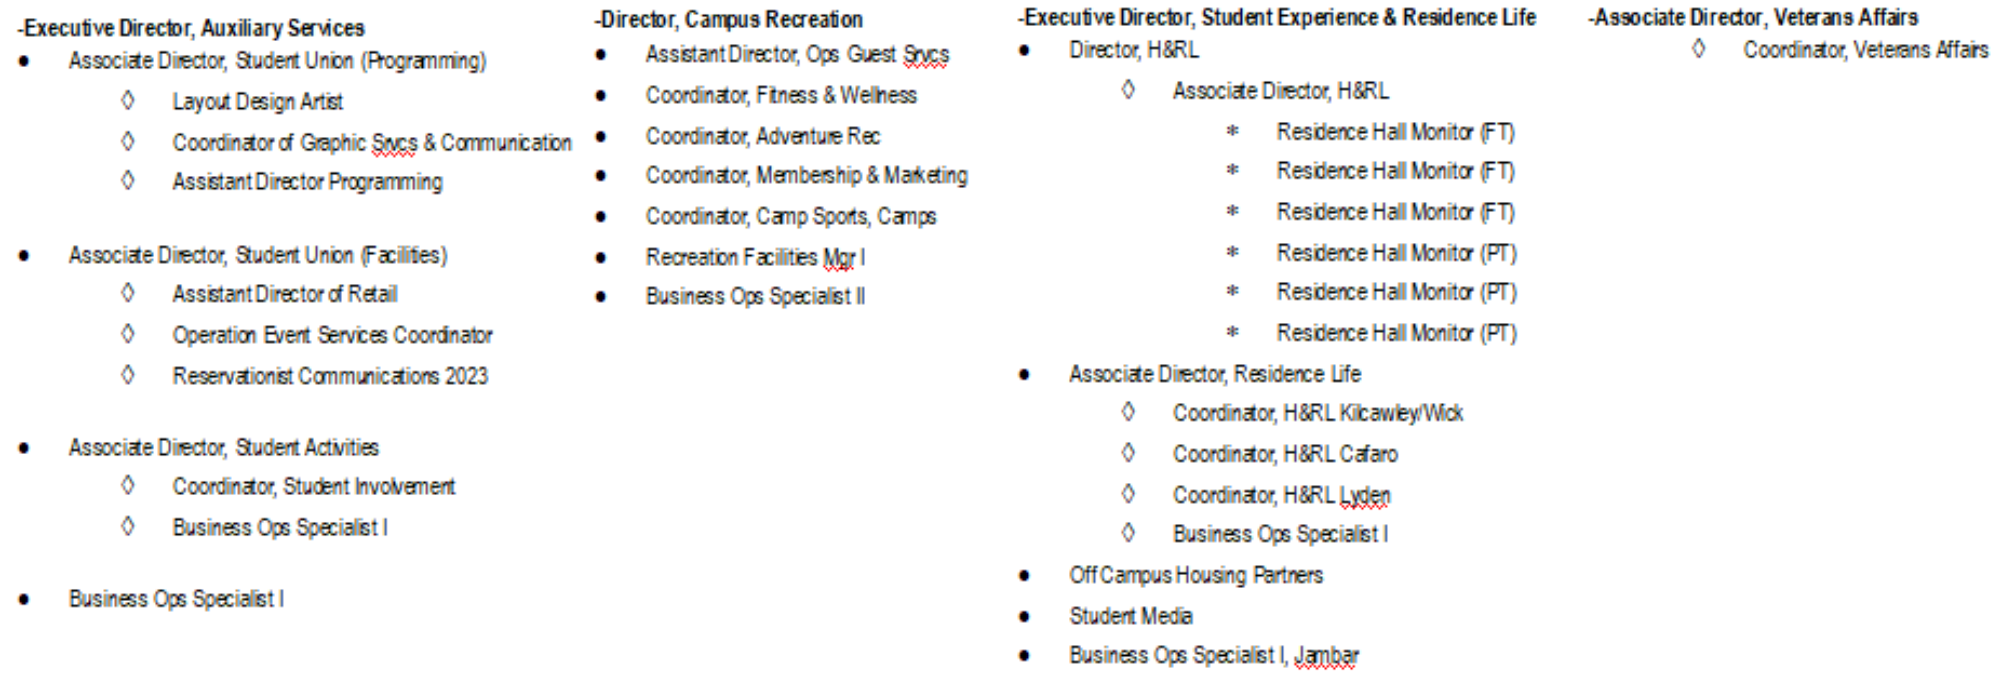 -Executive Director, Auxiliary Services
● Associate Director, Student Union (Programming)
◊ Layout Design Artist
◊ Coordinator of Graphic Srvcs & Communication
◊ Assistant Director Programming
● Associate Director, Student Union (Facilities)
◊ Assistant Director of Retail
◊ Operation Event Services Coordinator
◊ Reservationist Communications 2023
● Associate Director, Student Activities
◊ Coordinator, Student Involvement
◊ Business Ops Specialist I
● Business Ops Specialist I
-Director, Campus Recreation
● Assistant Director, Ops Guest Srvcs
● Coordinator, Fitness & Wellness
● Coordinator, Adventure Rec
● Coordinator, Membership & Marketing
● Coordinator, Camp Sports, Camps
● Recreation Facilities Mgr I
● Business Ops Specialist II
-Executive Director, Student Experience & Residence Life
● Director, H&RL
◊ Associate Director, H&RL
* Residence Hall Monitor (FT)
* Residence Hall Monitor (FT)
* Residence Hall Monitor (FT)
* Residence Hall Monitor (PT)
* Residence Hall Monitor (PT)
* Residence Hall Monitor (PT)
● Associate Director, Residence Life
◊ Coordinator, H&RL Kilcawley/Wick
◊ Coordinator, H&RL Cafaro
◊ Coordinator, H&RL Lyden
◊ Business Ops Specialist I
● Off Campus Housing Partners
● Student Media
● Business Ops Specialist I, Jambar
-Associate Director, Veterans Affairs
◊ Coordinator, Veterans Affairs